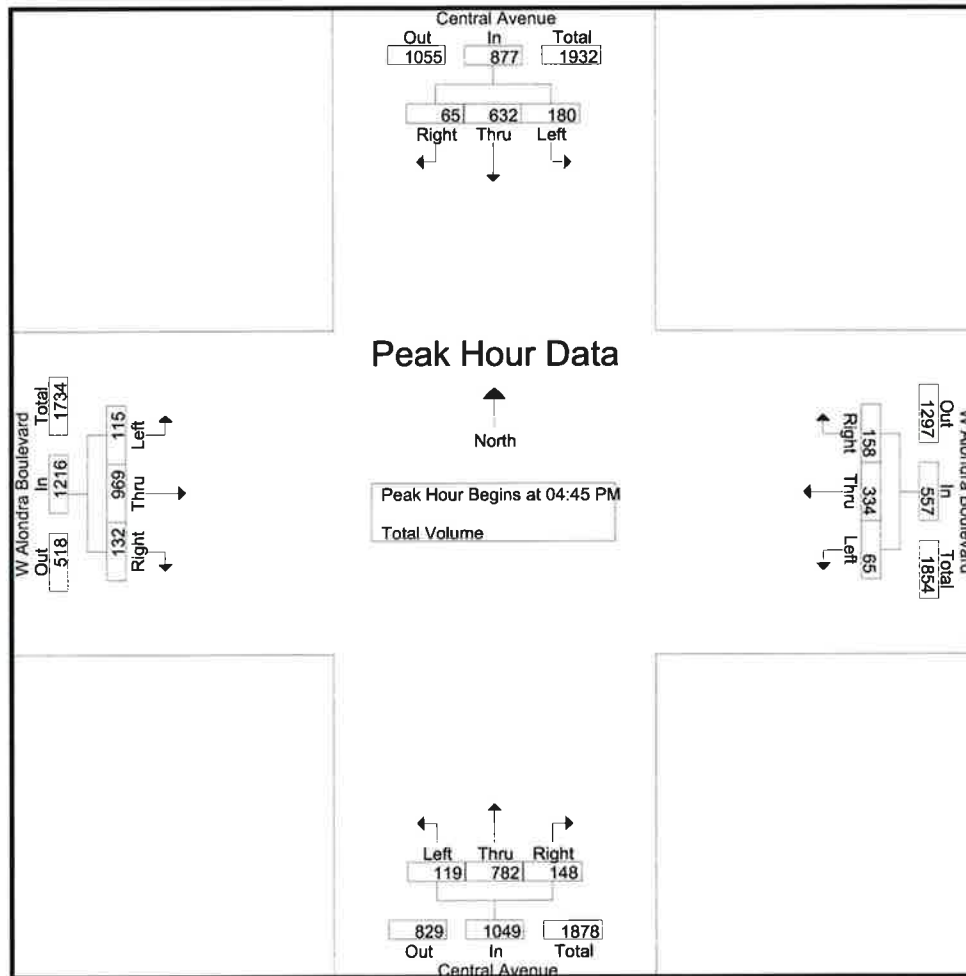 Central Avenue
Out In Total
1055 877 1932
65 632 180
Right Thru Left
Peak Hour Data
North
Peak Hour Begins at 04:45 PM
Total Volume
W Alondra Boulevard
Out In Total
518 1216 1734
132 969 115
Right Thru Left
W Alondra Boulevard
Out In Total
1297 557 1854
158 334 65
Right Thru Left
Left Thru Right
119 782 148
829 1049 1878
Out In Total
Central Avenue